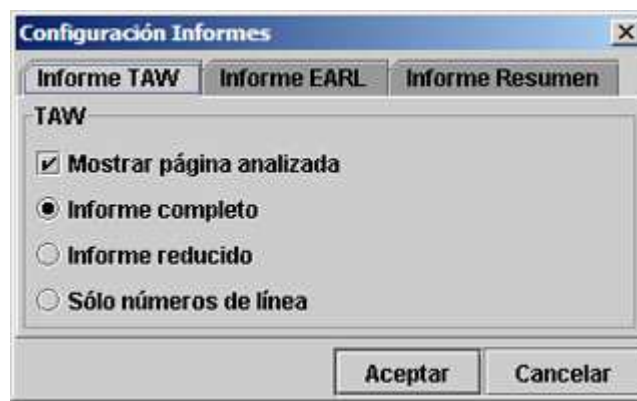 Configuración Informes
Informe TAW Informe EARL Informe Resumen
TAW
Mostrar página analizada
Informe completo
Informe reducido
Sólo números de línea
Aceptar Cancelar